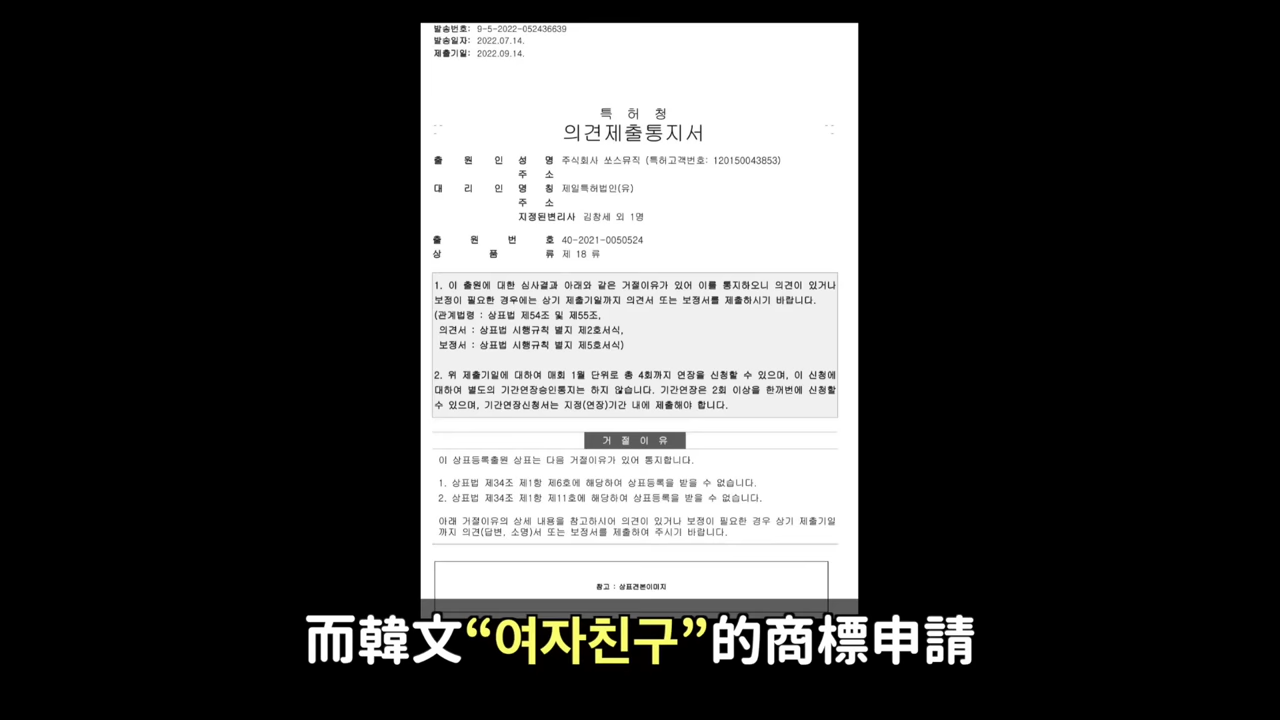 발송번호: 9-5-2022-052436639
발송일자: 2022.07.14.
제출기일: 2022.09.14.
특 허 청
의견제출통지서
출 원 인 성 명 주식회사 쏘스뮤직 (특허고객번호: 120150043853)
주 소
대 리 인 명 칭 제일특허법인(유)
주 소
지정된변리사 김창세 외 1명
출 원 번 호 40-2021-0050524
상 품 류 제 18 류
1. 이 출원에 대한 심사결과 아래와 같은 거절이유가 있어 이를 통지하오니 의견이 있거나
보정이 필요한 경우에는 상기 제출기일까지 의견서 또는 보정서를 제출하시기 바랍니다.
(관계법령 : 상표법 제54조 및 제55조,
의견서 : 상표법 시행규칙 별지 제2호서식,
보정서 : 상표법 시행규칙 별지 제5호서식)
2. 위 제출기일에 대하여 매회 1월 단위로 총 4회까지 연장을 신청할 수 있으며, 이 신청에
대하여 별도의 기간연장승인통지는 하지 않습니다. 기간연장은 2회 이상을 한꺼번에 신청할
수 있으며, 기간연장신청서는 지정(연장)기간 내에 제출해야 합니다.
거 절 이 유
이 상표등록출원 상표는 다음 거절이유가 있어 통지합니다.
1. 상표법 제34조 제1항 제6호에 해당하여 상표등록을 받을 수 없습니다.
2. 상표법 제34조 제1항 제11호에 해당하여 상표등록을 받을 수 없습니다.
아래 거절이유의 상세 내용을 참고하시어 의견이 있거나 보정이 필요한 경우 상기 제출기일
까지 의견(답변, 소명)서 또는 보정서를 제출하여 주시기 바랍니다.
참고 : 상표견본이미지
而韓文“여자친구”的商標申請